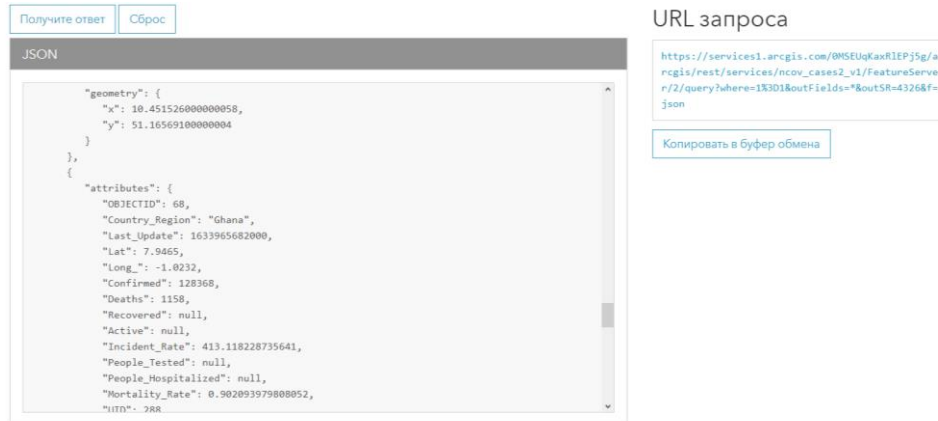 Получите ответ
Сброс
JSON
"geometry": {
"x": 10.451526000000058,
"y": 51.16569100000004
}
},
{
"attributes": {
"OBJECTID": 68,
"Country_Region": "Ghana",
"Last_Update": 1633965682000,
"Lat": 7.9465,
"Long_": -1.0232,
"Confirmed": 128368,
"Deaths": 1158,
"Recovered": null,
"Active": null,
"Incident_Rate": 413.118228735641,
"People_Tested": null,
"People_Hospitalized": null,
"Mortality_Rate": 0.902093979808052,
"UID": 288
URL запроса
https://services1.arcgis.com/0MSEUqKaxRlEPj5g/a
rcgis/rest/services/ncov_cases2_v1/FeatureServe
r/2/query?where=1%3D1&outFields=*&outSR=4326&f=
json
Копировать в буфер обмена